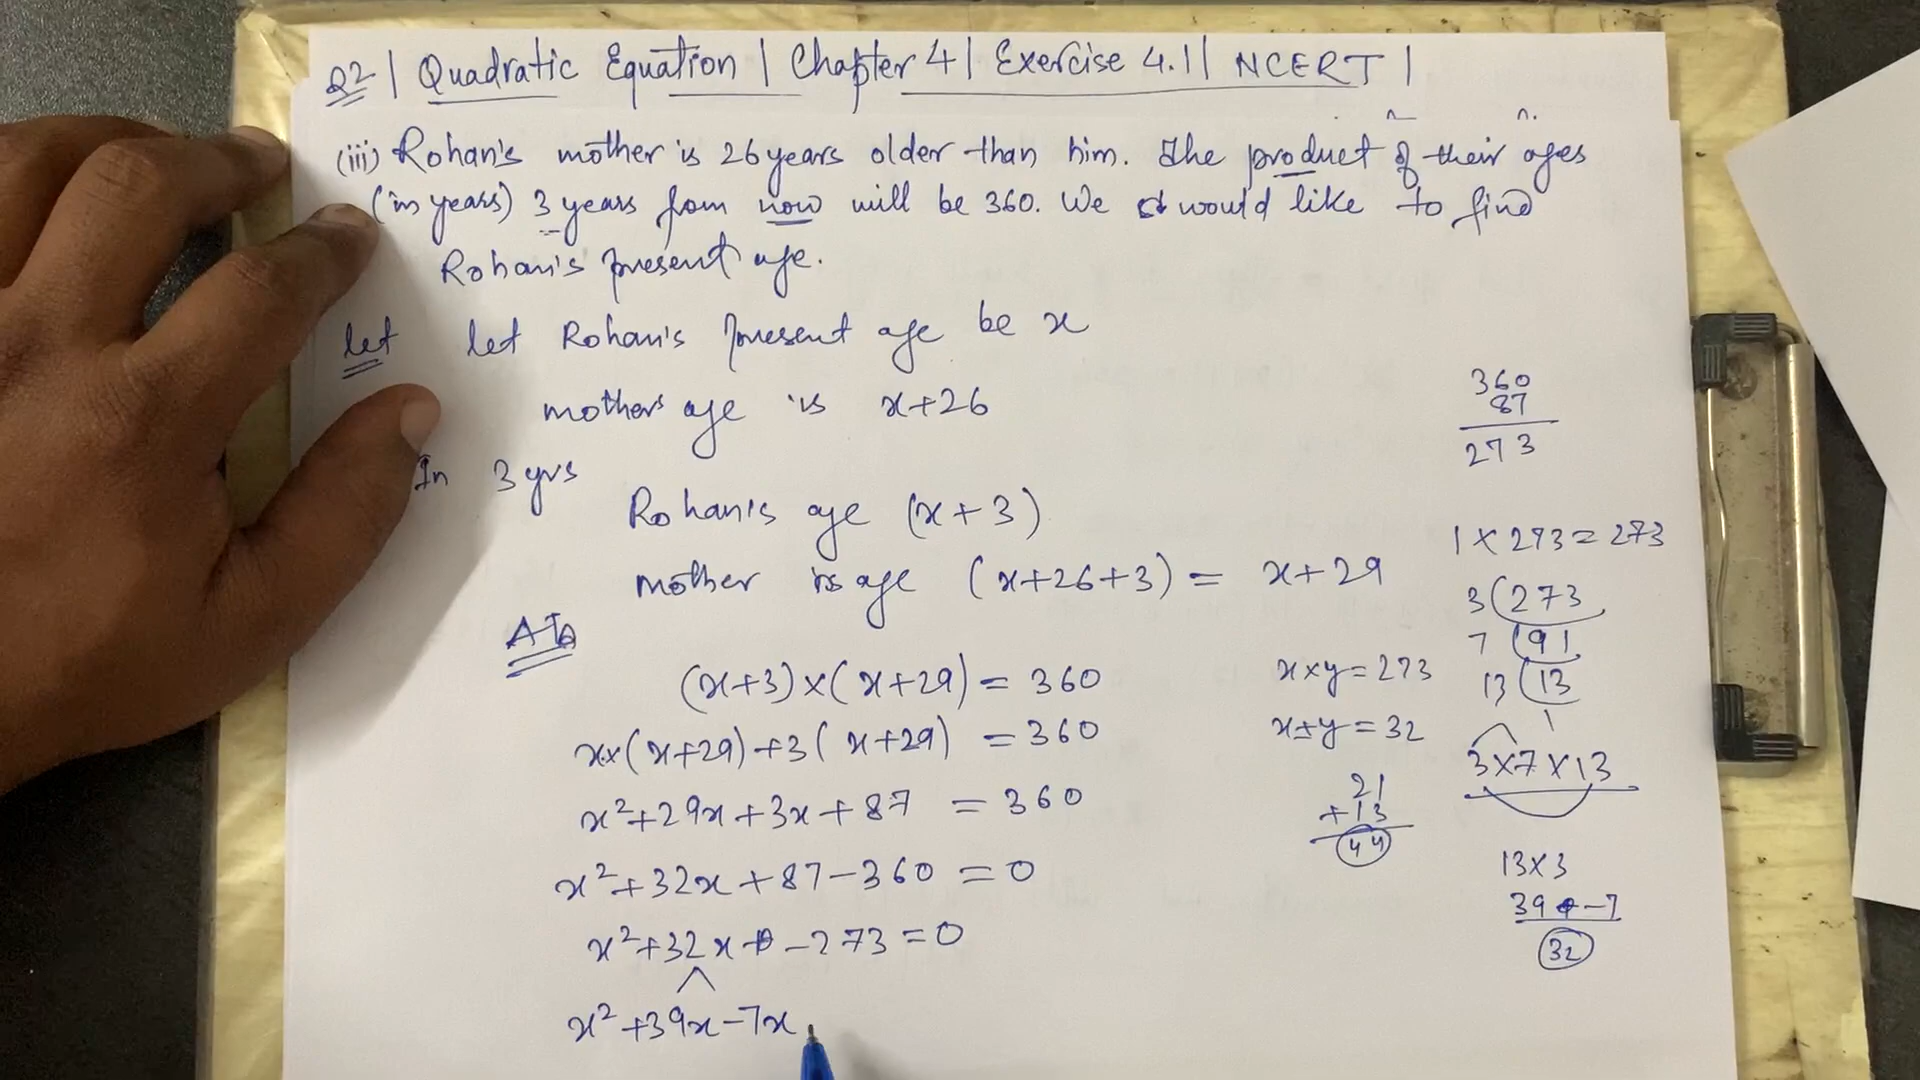 Q2 | Quadratic Equation | Chapter 4 | Exercise 4.1 | NCERT |
(iii) Rohan's mother is 26 years older than him. The product of their ages
(in years) 3 years from now will be 360. We would like to find
Rohan's present age.
let let Rohan's present age be x
mothers age is x+26
In 3 yrs
Rohan's age (x+3)
mother is age (x+26+3) = x+29
ATQ
(x+3)×(x+29) = 360
x×(x+29)+3(x+29) = 360
x²+29x+3x+87 = 360
x²+32x+87-360 = 0
x²+32x-273=0
x²+39x-7x
360
87
273
1×273=273
3(273
7(91
13(13
1
x×y=273
x±y=32
3×7×13
21
+13
44
13×3
39-7
32